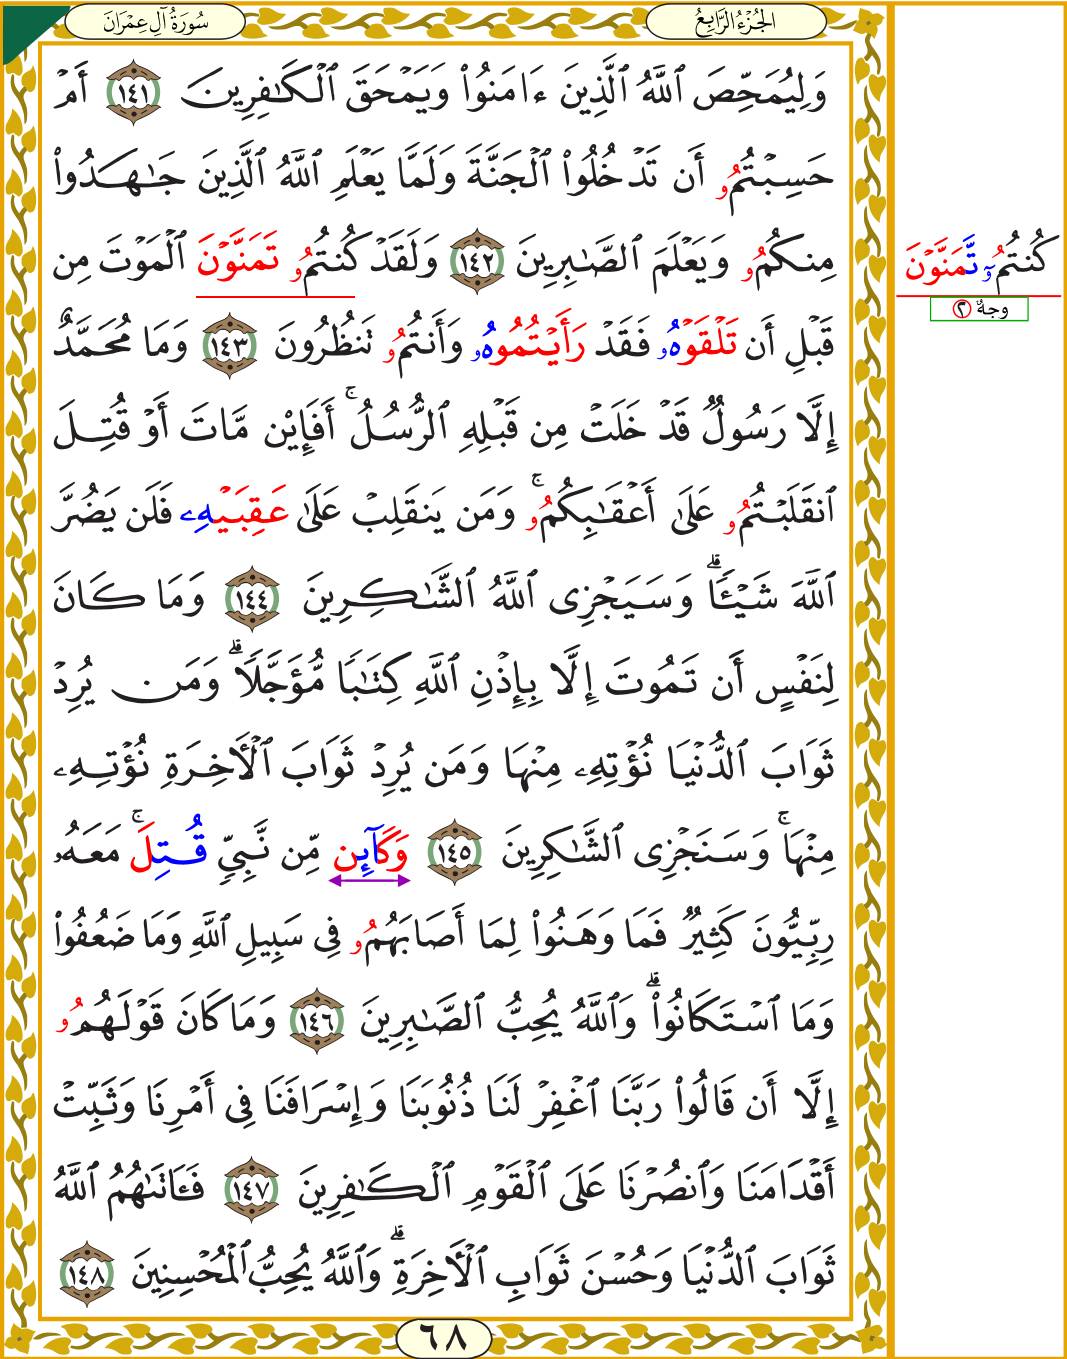 سُورَةُ آلِ عِمْرَانَ
الجُزْءُ الرَّابِعُ
وَلِيُمَحِّصَ ٱللَّهُ ٱلَّذِينَ ءَامَنُوا۟ وَيَمْحَقَ ٱلْكَـٰفِرِينَ ١٤١ أَمْ
حَسِبْتُمُۥ أَن تَدْخُلُوا۟ ٱلْجَنَّةَ وَلَمَّا يَعْلَمِ ٱللَّهُ ٱلَّذِينَ جَـٰهَدُوا۟
مِنكُمُۥ وَيَعْلَمَ ٱلصَّـٰبِرِينَ ١٤٢ وَلَقَدْ كُنتُمُۥ تَمَنَّوْنَ ٱلْمَوْتَ مِن
كُنتُمُۥٓ تَّمَنَّوْنَ
وجهٌ ٢
قَبْلِ أَن تَلْقَوْهُۥ فَقَدْ رَأَيْتُمُوهُۥ وَأَنتُمُۥ تَنظُرُونَ ١٤٣ وَمَا مُحَمَّدٌ
إِلَّا رَسُولٌ قَدْ خَلَتْ مِن قَبْلِهِ ٱلرُّسُلُ ۚ أَفَإِي۟ن مَّاتَ أَوْ قُتِلَ
ٱنقَلَبْتُمُۥ عَلَىٰ أَعْقَـٰبِكُمُۥ ۚ وَمَن يَنقَلِبْ عَلَىٰ عَقِبَيْهِۦ فَلَن يَضُرَّ
ٱللَّهَ شَيْـًٔا ۗ وَسَيَجْزِى ٱللَّهُ ٱلشَّـٰكِرِينَ ١٤٤ وَمَا كَانَ
لِنَفْسٍ أَن تَمُوتَ إِلَّا بِإِذْنِ ٱللَّهِ كِتَـٰبًا مُّؤَجَّلًا ۗ وَمَن يُرِدْ
ثَوَابَ ٱلدُّنْيَا نُؤْتِهِۦ مِنْهَا وَمَن يُرِدْ ثَوَابَ ٱلْأَخِرَةِ نُؤْتِهِۦ
مِنْهَا ۚ وَسَنَجْزِى ٱلشَّـٰكِرِينَ ١٤٥ وَكَآئِن مِّن نَّبِىٍّ قُتِلَ ۚ مَعَهُۥ
رِبِّيُّونَ كَثِيرٌ فَمَا وَهَنُوا۟ لِمَا أَصَابَهُمُۥ فِى سَبِيلِ ٱللَّهِ وَمَا ضَعُفُوا۟
وَمَا ٱسْتَكَانُوا۟ ۗ وَٱللَّهُ يُحِبُّ ٱلصَّـٰبِرِينَ ١٤٦ وَمَا كَانَ قَوْلَهُمُۥ
إِلَّا أَن قَالُوا۟ رَبَّنَا ٱغْفِرْ لَنَا ذُنُوبَنَا وَإِسْرَافَنَا فِى أَمْرِنَا وَثَبِّتْ
أَقْدَامَنَا وَٱنصُرْنَا عَلَى ٱلْقَوْمِ ٱلْكَـٰفِرِينَ ١٤٧ فَـَٔاتَىٰهُمُ ٱللَّهُ
ثَوَابَ ٱلدُّنْيَا وَحُسْنَ ثَوَابِ ٱلْأَخِرَةِ ۗ وَٱللَّهُ يُحِبُّ ٱلْمُحْسِنِينَ ١٤٨
٦٨